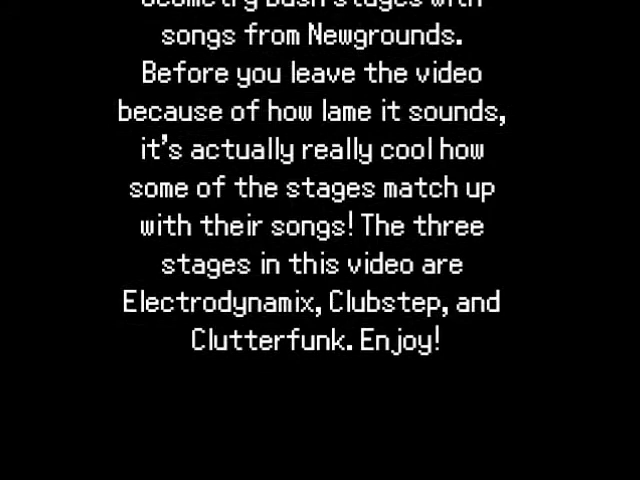 Geometry Dash stages with
songs from Newgrounds.
Before you leave the video
because of how lame it sounds,
it's actually really cool how
some of the stages match up
with their songs! The three
stages in this video are
Electrodynamix, Clubstep, and
Clutterfunk. Enjoy!